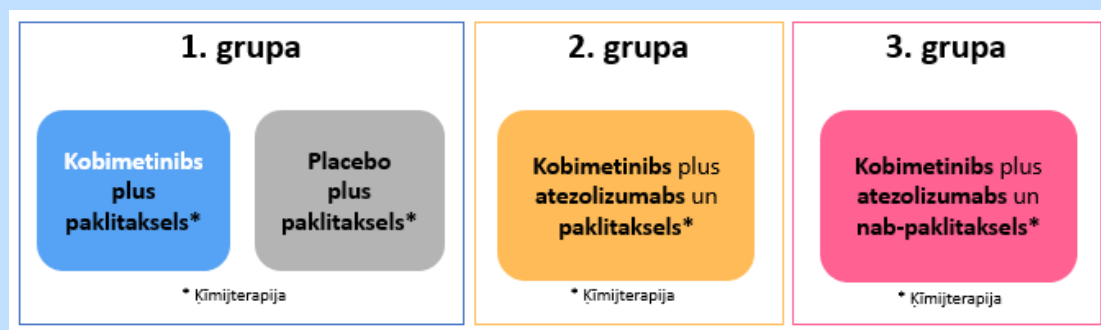 1. grupa
Kobimetinibs
plus
paklitaksels*
Placebo
plus
paklitaksels*
* Ķīmijterapija
2. grupa
Kobimetinibs plus
atezolizumabs un
paklitaksels*
* Ķīmijterapija
3. grupa
Kobimetinibs plus
atezolizumabs un
nab-paklitaksels*
* Ķīmijterapija